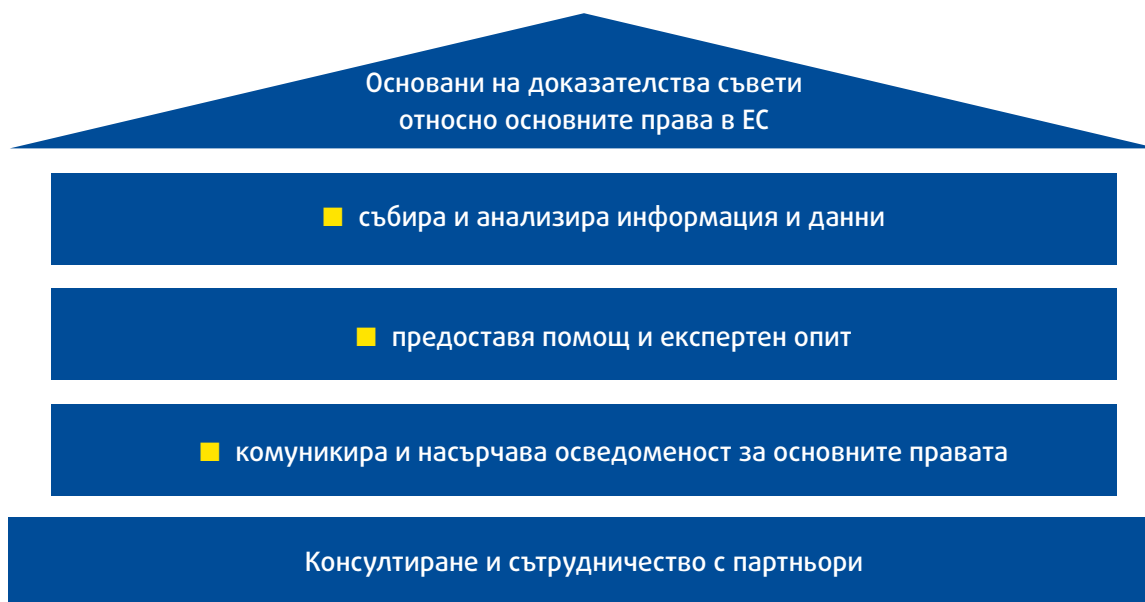 Основани на доказателства съвети
относно основните права в ЕС
събира и анализира информация и данни
предоставя помощ и експертен опит
комуникира и насърчава осведоменост за основните правата
Консултиране и сътрудничество с партньори